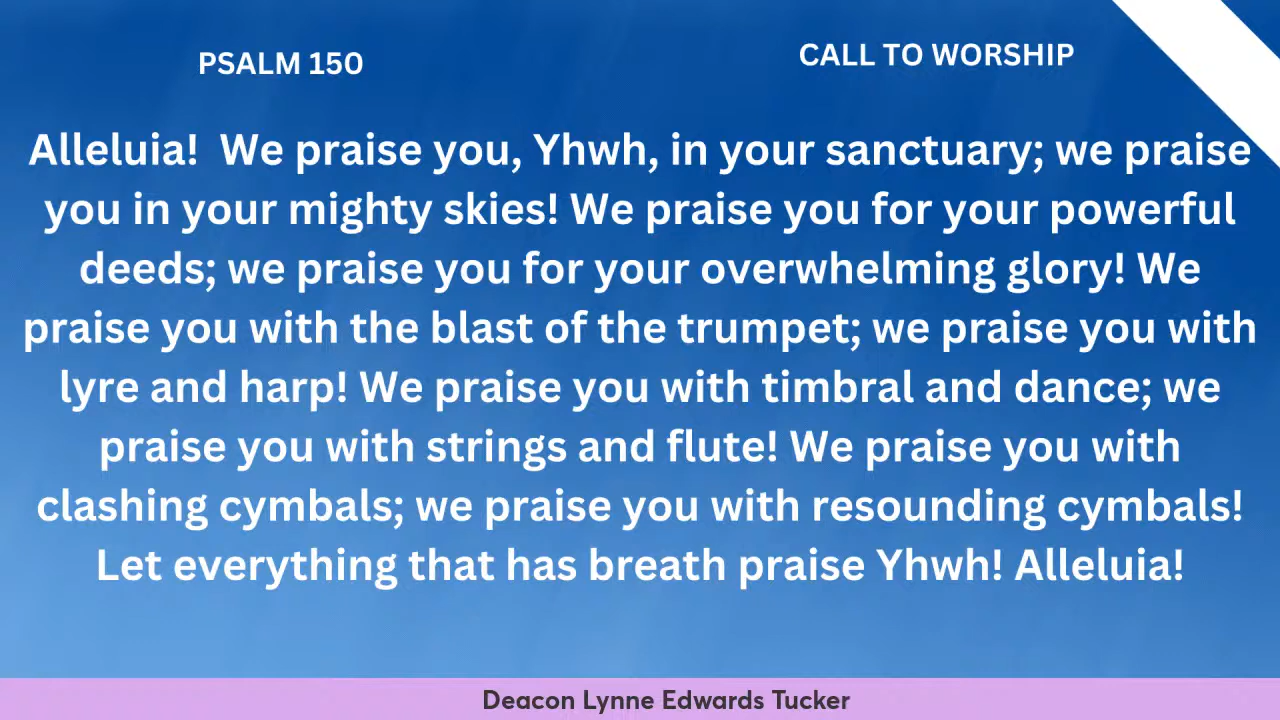 PSALM 150
CALL TO WORSHIP
Alleluia! We praise you, Yhwh, in your sanctuary; we praise
you in your mighty skies! We praise you for your powerful
deeds; we praise you for your overwhelming glory! We
praise you with the blast of the trumpet; we praise you with
lyre and harp! We praise you with timbral and dance; we
praise you with strings and flute! We praise you with
clashing cymbals; we praise you with resounding cymbals!
Let everything that has breath praise Yhwh! Alleluia!
Deacon Lynne Edwards Tucker